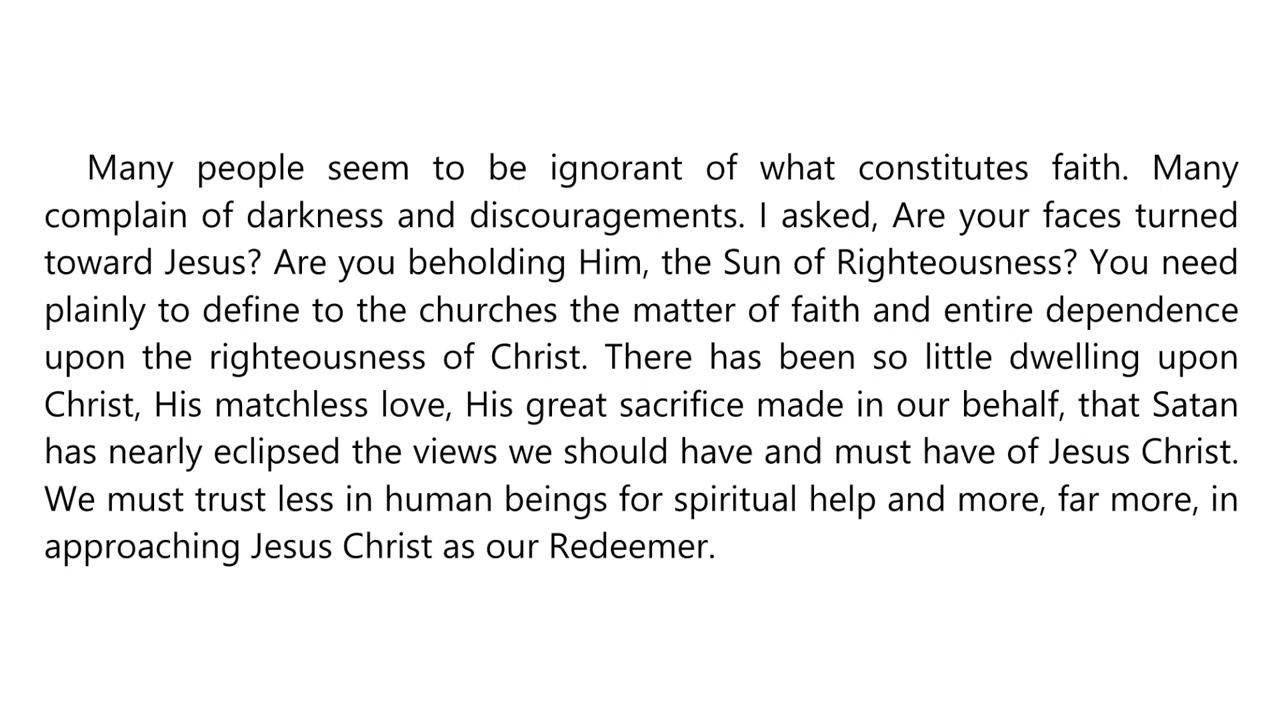 Many people seem to be ignorant of what constitutes faith. Many
complain of darkness and discouragements. I asked, Are your faces turned
toward Jesus? Are you beholding Him, the Sun of Righteousness? You need
plainly to define to the churches the matter of faith and entire dependence
upon the righteousness of Christ. There has been so little dwelling upon
Christ, His matchless love, His great sacrifice made in our behalf, that Satan
has nearly eclipsed the views we should have and must have of Jesus Christ.
We must trust less in human beings for spiritual help and more, far more, in
approaching Jesus Christ as our Redeemer.